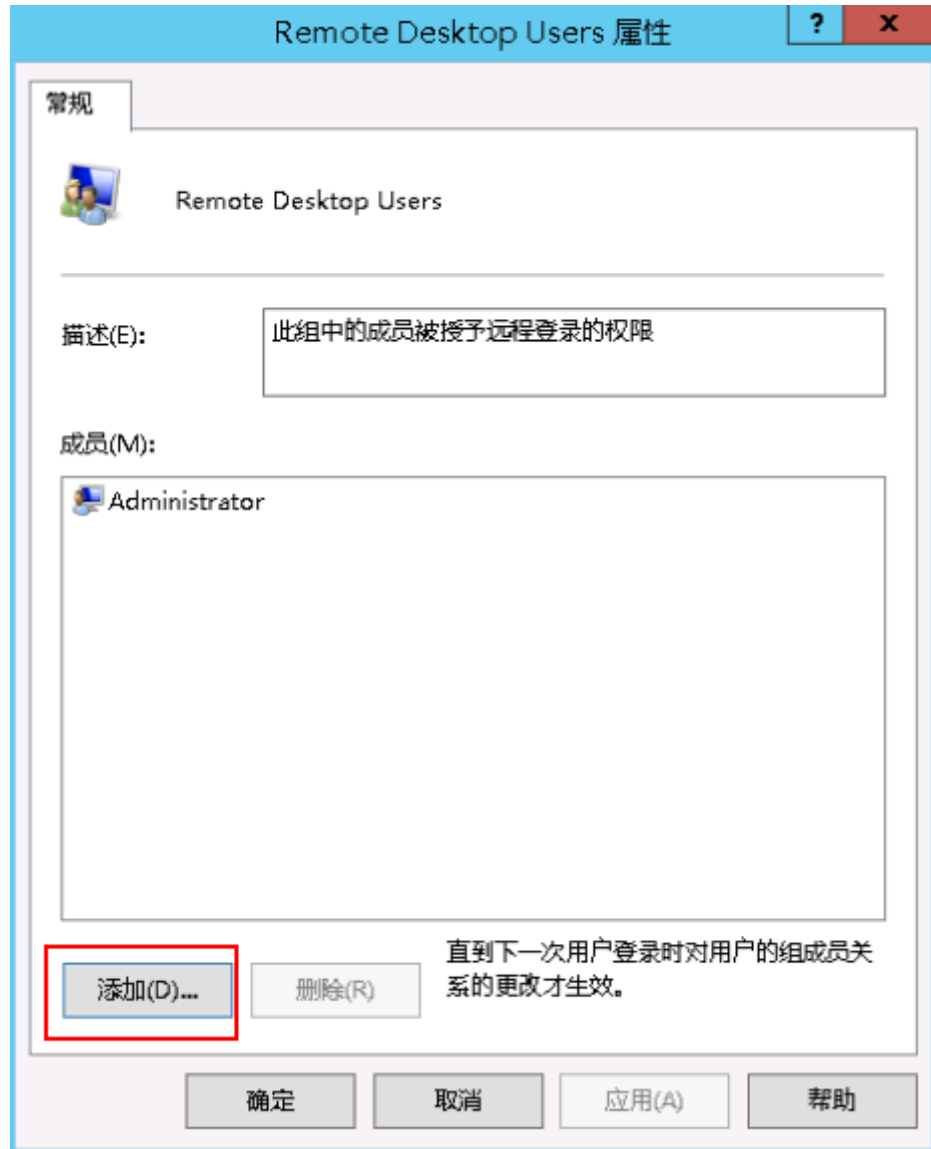 Remote Desktop Users 属性
?
x
常规
Remote Desktop Users
描述(E):
此组中的成员被授予远程登录的权限
成员(M):
Administrator
添加(D)...
删除(R)
直到下一次用户登录时对用户的组成员关
系的更改才生效。
确定
取消
应用(A)
帮助